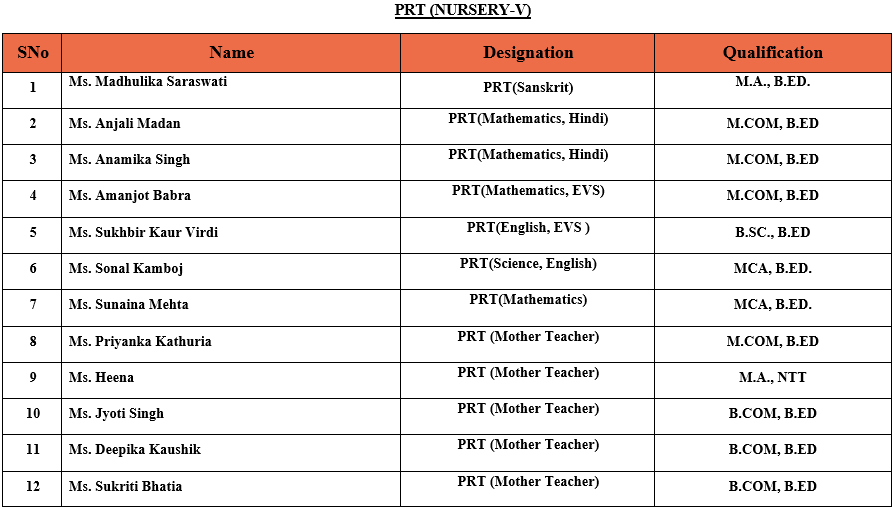 PRT (NURSERY-V)
SNo Name Designation Qualification
1 Ms. Madhulika Saraswati PRT(Sanskrit) M.A., B.ED.
2 Ms. Anjali Madan PRT(Mathematics, Hindi) M.COM, B.ED
3 Ms. Anamika Singh PRT(Mathematics, Hindi) M.COM, B.ED
4 Ms. Amanjot Babra PRT(Mathematics, EVS) M.COM, B.ED
5 Ms. Sukhbir Kaur Virdi PRT(English, EVS ) B.SC., B.ED
6 Ms. Sonal Kamboj PRT(Science, English) MCA, B.ED.
7 Ms. Sunaina Mehta PRT(Mathematics) MCA, B.ED.
8 Ms. Priyanka Kathuria PRT (Mother Teacher) M.COM, B.ED
9 Ms. Heena PRT (Mother Teacher) M.A., NTT
10 Ms. Jyoti Singh PRT (Mother Teacher) B.COM, B.ED
11 Ms. Deepika Kaushik PRT (Mother Teacher) B.COM, B.ED
12 Ms. Sukriti Bhatia PRT (Mother Teacher) B.COM, B.ED